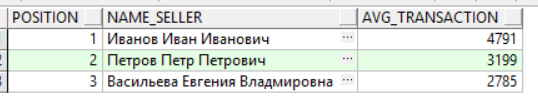 POSITION NAME_SELLER AVG_TRANSACTION
1 Иванов Иван Иванович ... 4791
2 Петров Петр Петрович ... 3199
3 Васильева Евгения Владмировна ... 2785